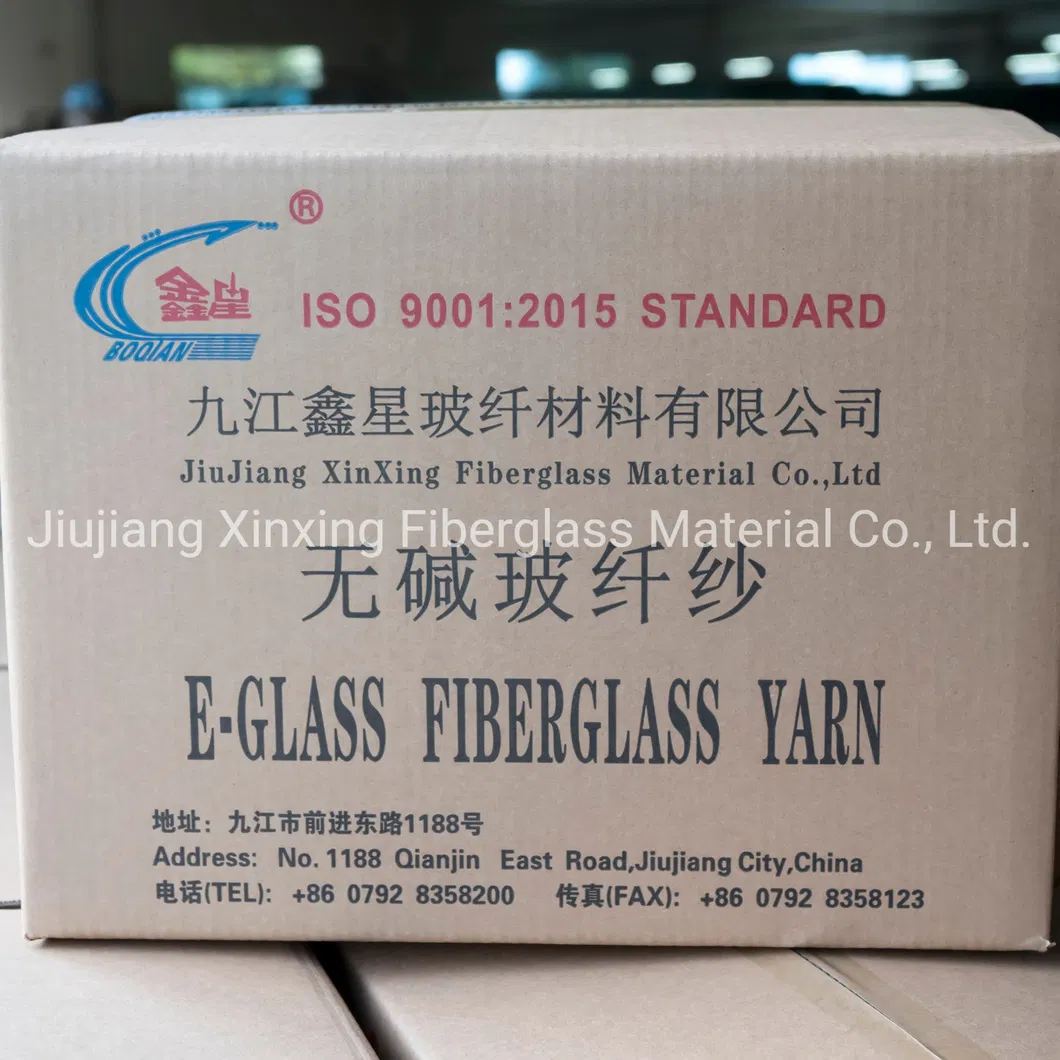 ®
鑫星
BOQIAN
ISO 9001:2015 STANDARD
九江鑫星玻纤材料有限公司
JiuJiang XinXing Fiberglass Material Co.,Ltd
Jiujiang Xinxing Fiberglass Material Co., Ltd.
无碱玻纤纱
E-GLASS FIBERGLASS YARN
地址：九江市前进东路1188号
Address: No.1188 Qianjin East Road,Jiujiang City,China
电话(TEL): +86 0792 8358200 传真(FAX): +86 0792 8358123